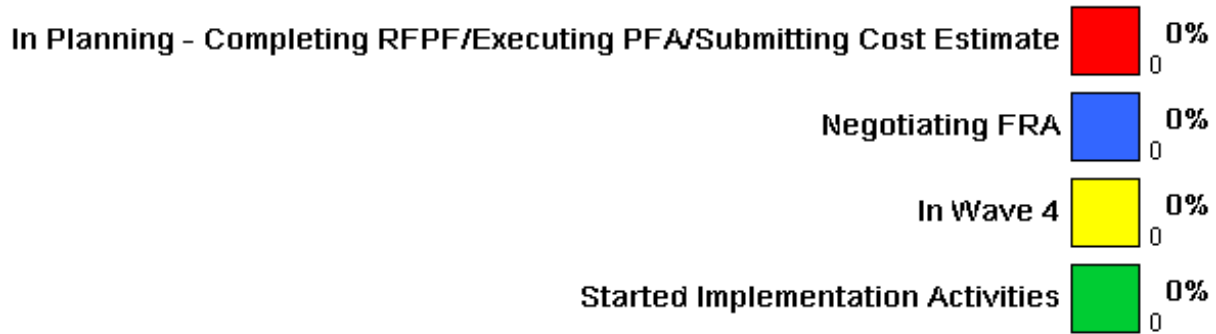 In Planning - Completing RFPF/Executing PFA/Submitting Cost Estimate 0%
0
Negotiating FRA 0%
0
In Wave 4 0%
0
Started Implementation Activities 0%
0